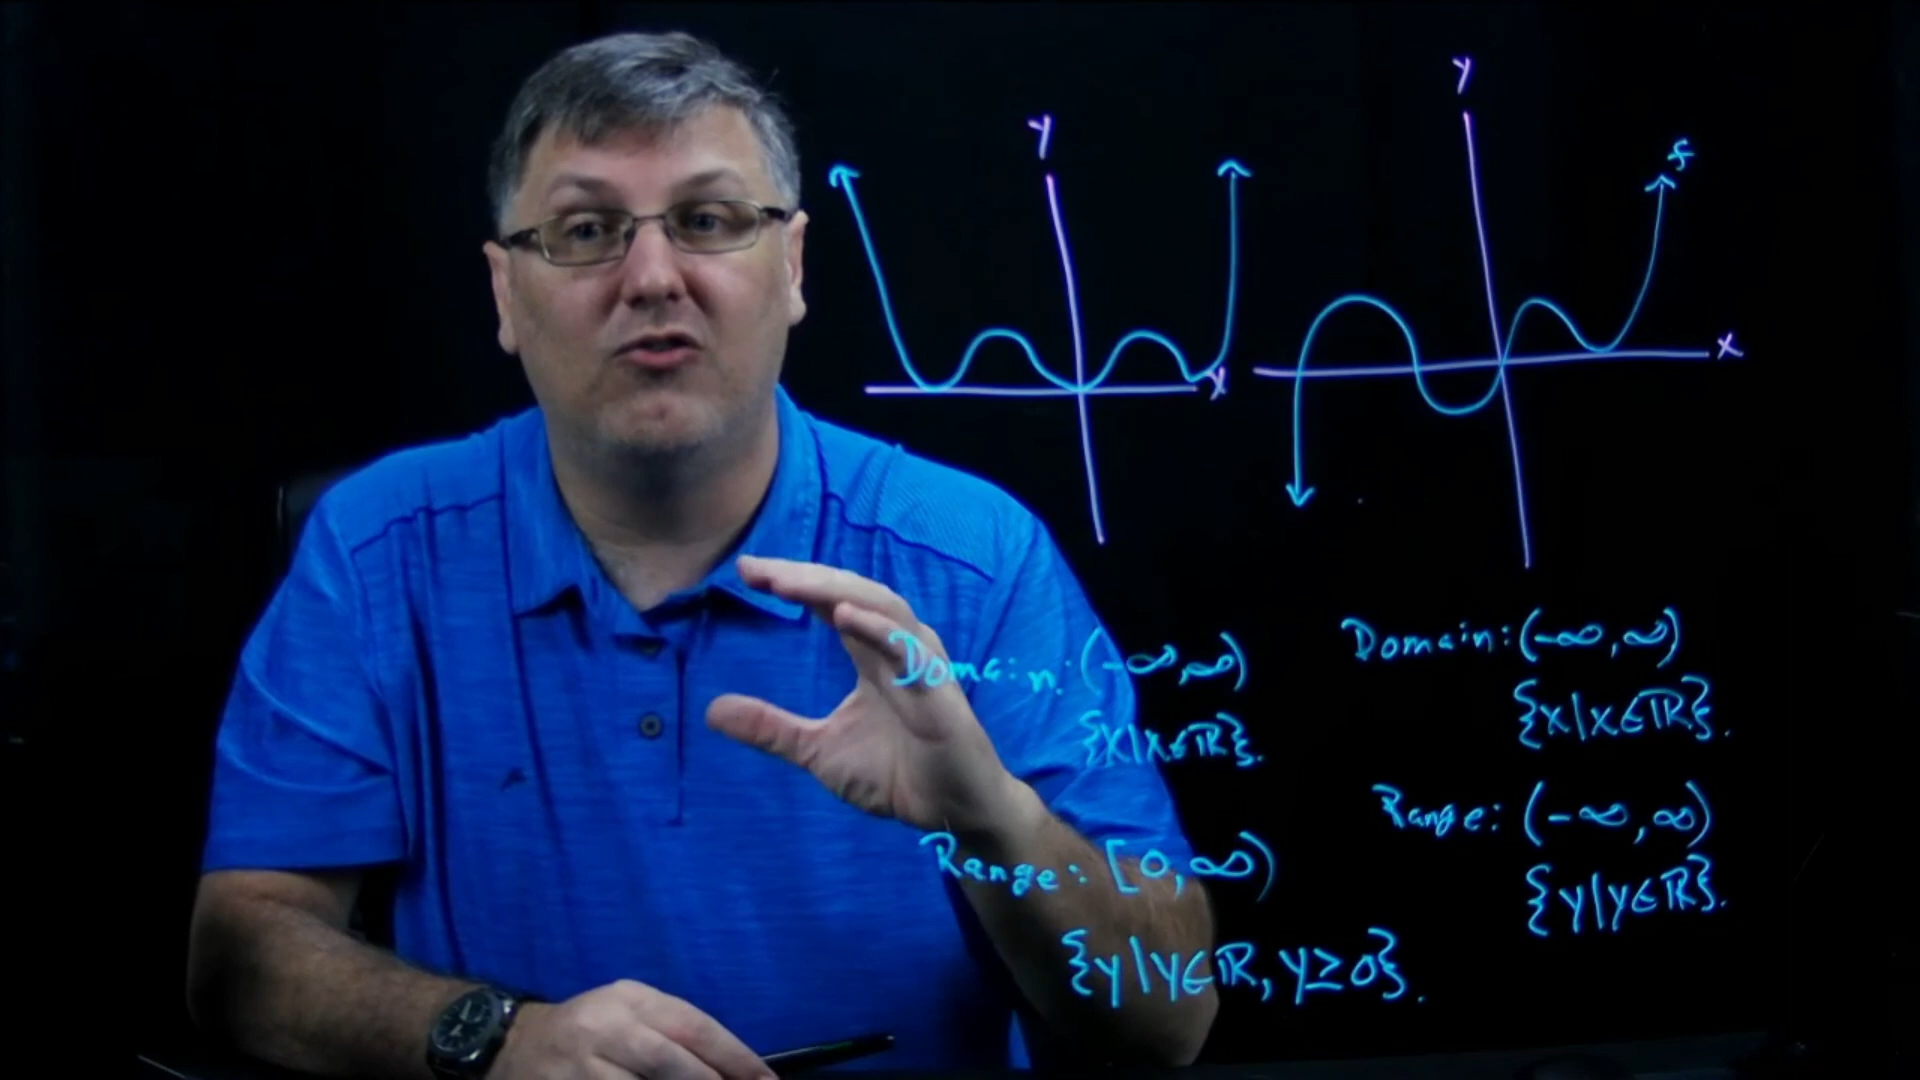 y
x
Domain: (-∞,∞)
{x|x∈ℝ}.
Range: [0,∞)
{y|y∈ℝ, y≥0}.
y
f
x
Domain: (-∞,∞)
{x|x∈ℝ}.
Range: (-∞,∞)
{y|y∈ℝ}.